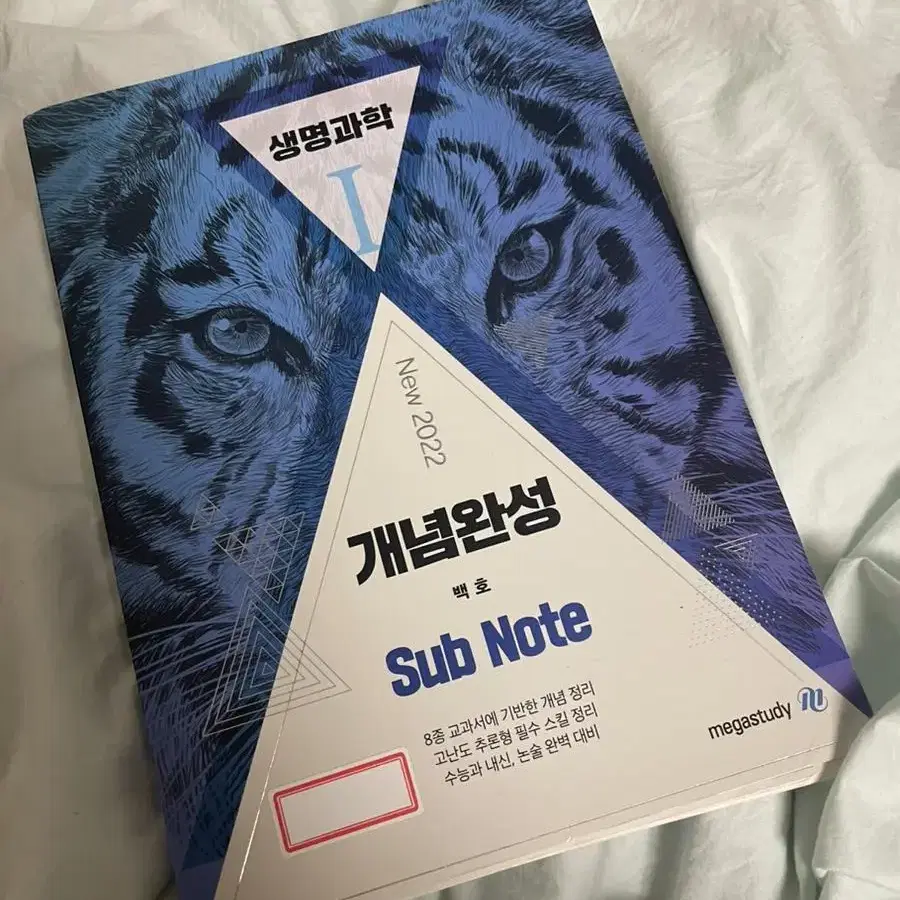 생명과학
I
New 2022
개념완성
백호
Sub Note
8종 교과서에 기반한 개념 정리
고난도 추론형 필수 스킬 정리
수능과 내신, 논술 완벽 대비
megastudy